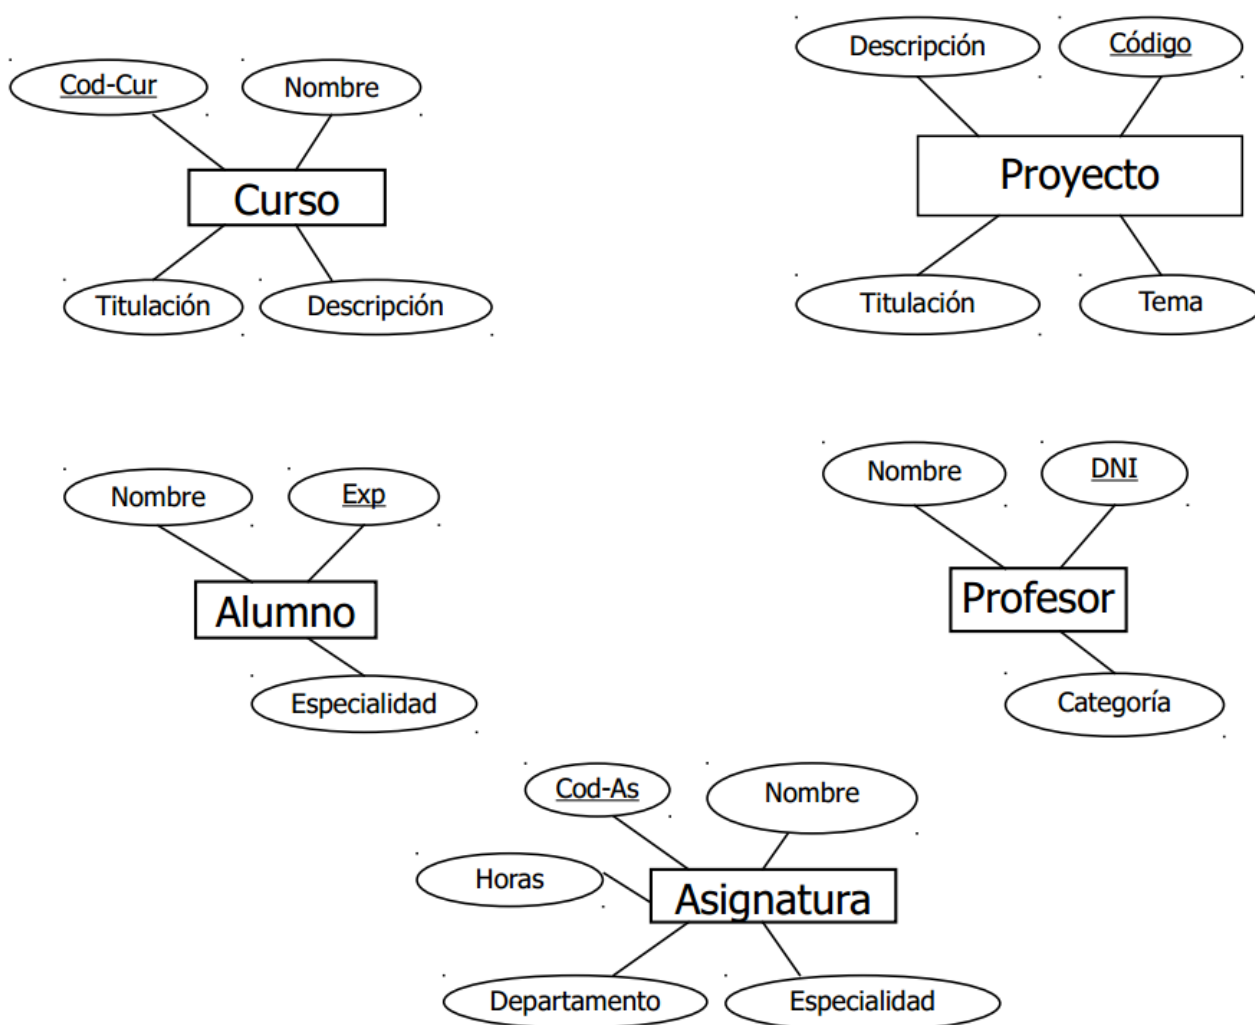 Descripción
Código
Cod-Cur
Nombre
Proyecto
Curso
Titulación
Descripción
Titulación
Tema
Nombre
Exp
Nombre
DNI
Alumno
Profesor
Especialidad
Categoría
Cod-As
Nombre
Horas
Asignatura
Departamento
Especialidad